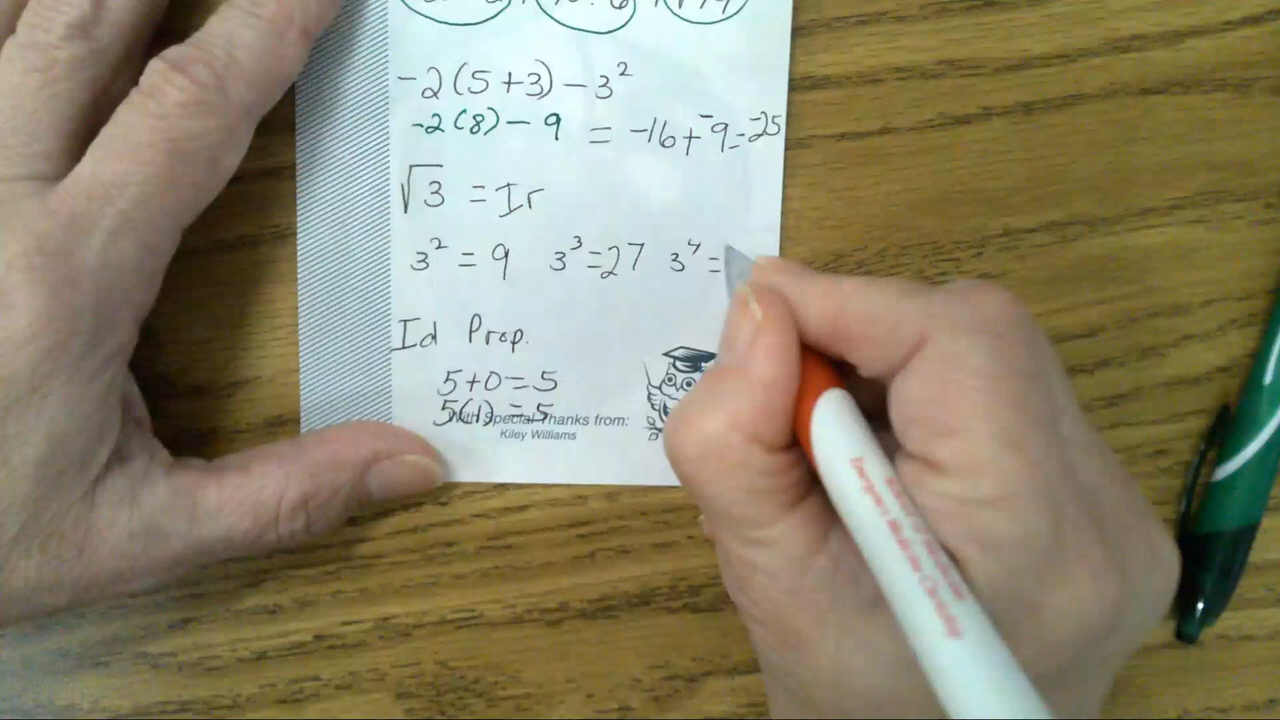 -2(5+3)-3²
-2(8)-9 = -16+⁻9=⁻25
√3 = Ir
3² = 9 3³=27 3⁴=
Id Prop.
5+0=5
5(1)=5
With Special Thanks from:
Kiley Williams